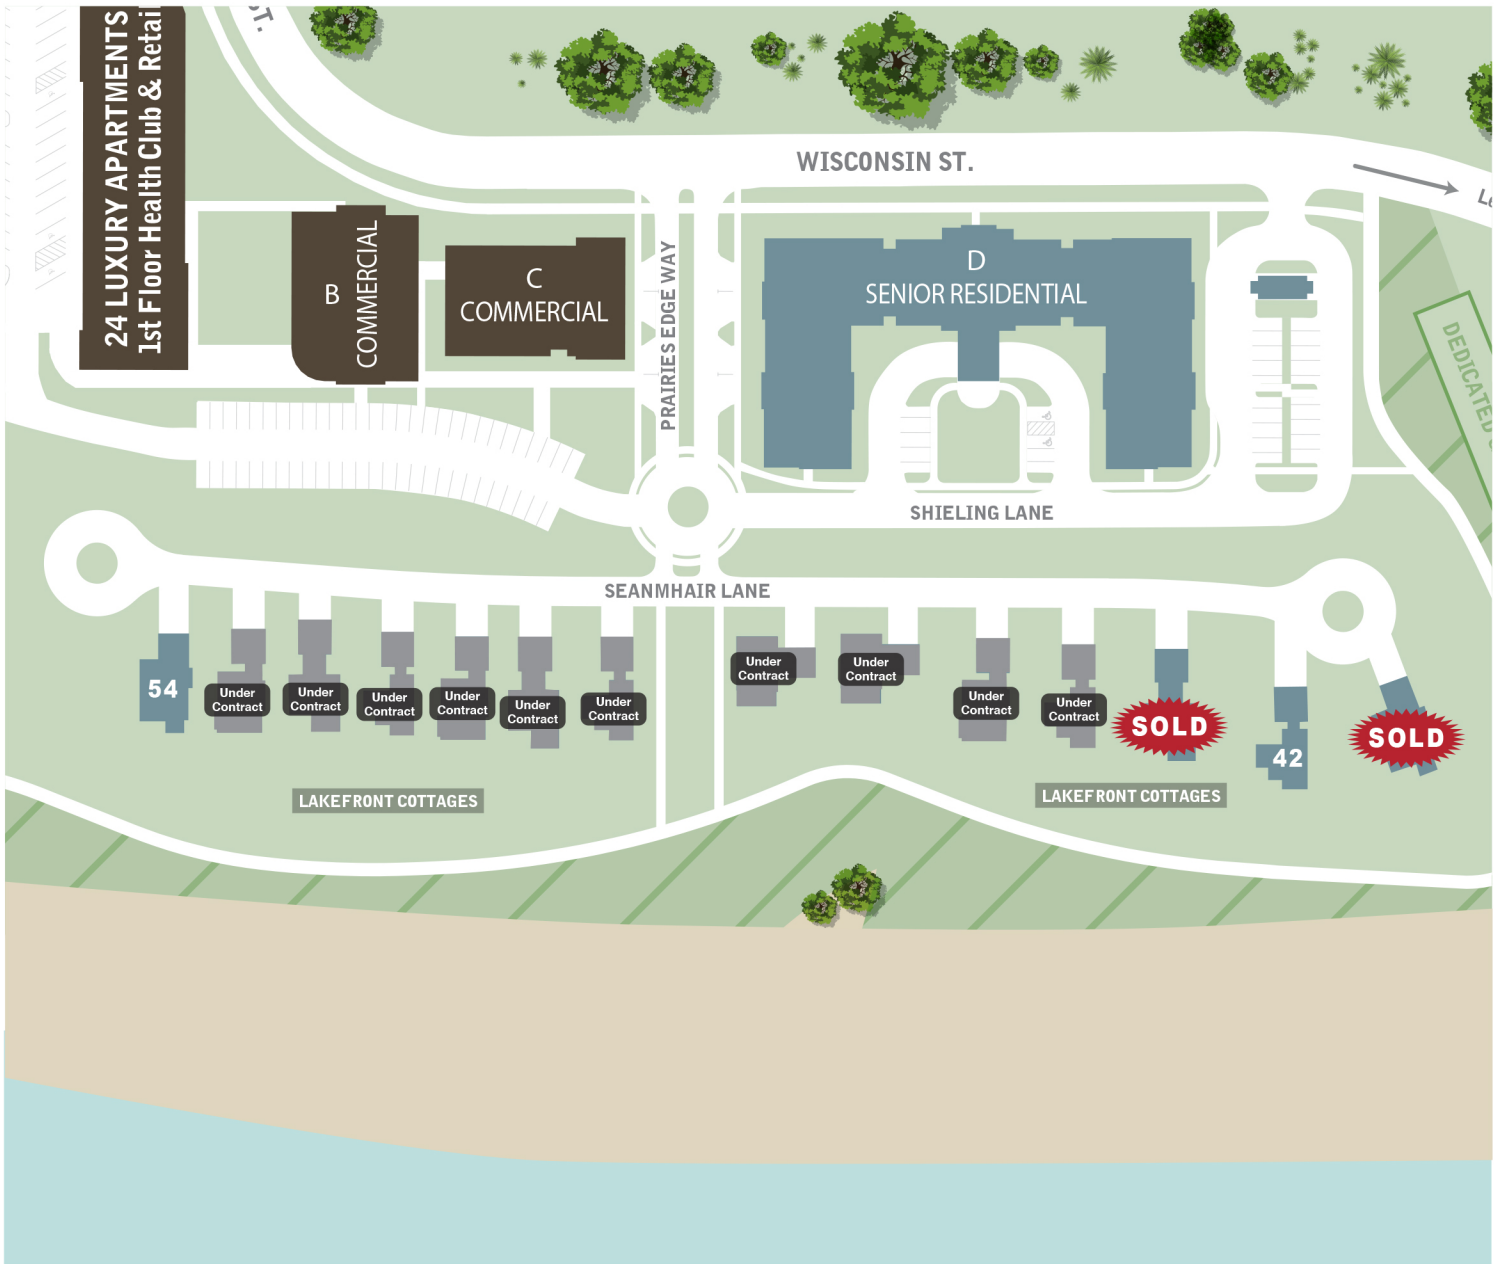 ST.
24 LUXURY APARTMENTS
1st Floor Health Club & Retail
WISCONSIN ST.
B
COMMERCIAL
C
COMMERCIAL
PRAIRIES EDGE WAY
D
SENIOR RESIDENTIAL
DEDICATED
SHIELING LANE
SEANMHAIR LANE
54
Under
Contract
Under
Contract
Under
Contract
Under
Contract
Under
Contract
Under
Contract
Under
Contract
Under
Contract
Under
Contract
Under
Contract
SOLD
42
SOLD
LAKEFRONT COTTAGES
LAKEFRONT COTTAGES